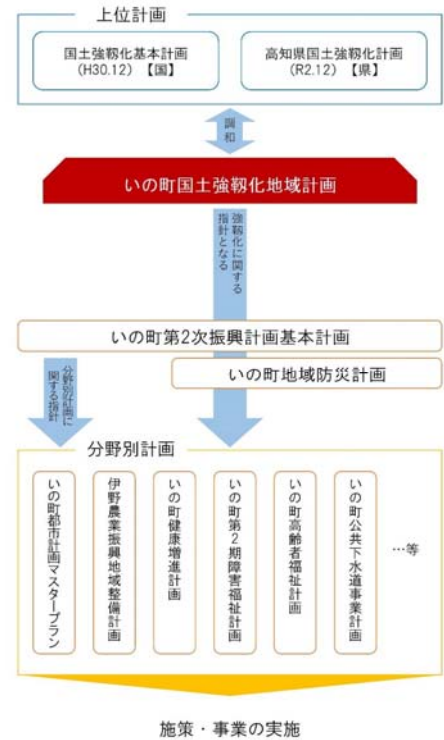 上位計画
国土強靱化基本計画
(H30.12)【国】
高知県国土強靱化計画
(R2.12)【県】
調和
いの町国土強靱化地域計画
強靱化に関する
指針となる
いの町第2次振興計画基本計画
いの町地域防災計画
分野別計画に
関する指針
分野別計画
いの町都市計画マスタープラン
伊野農業振興地域整備計画
いの町健康増進計画
いの町第2期障害福祉計画
いの町高齢者福祉計画
いの町公共下水道事業計画
…等
施策・事業の実施